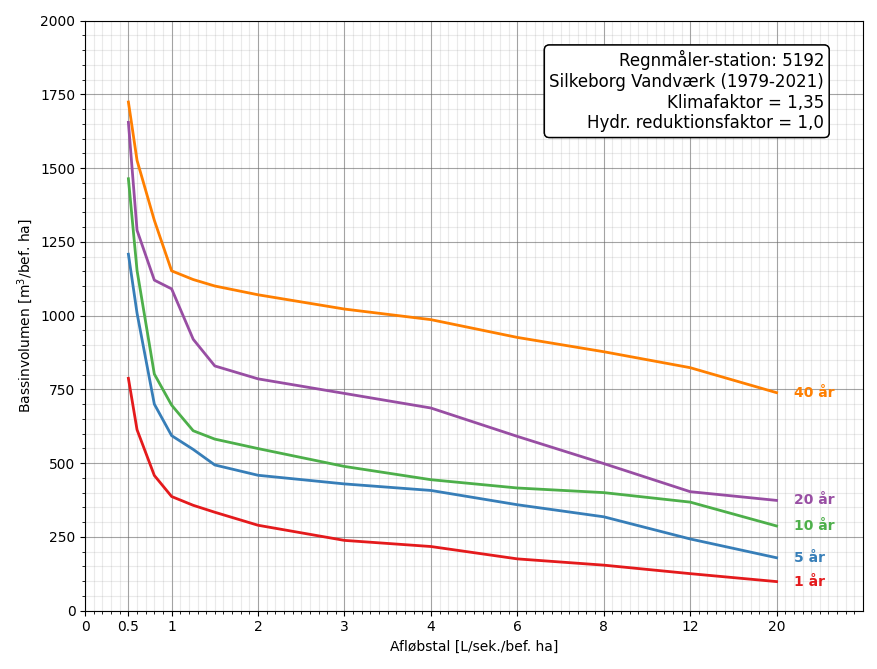 2000
1750
1500
1250
1000
750
500
250
0
Bassinvolumen [m³/bef. ha]
Regnmåler-station: 5192
Silkeborg Vandværk (1979-2021)
Klimafaktor = 1,35
Hydr. reduktionsfaktor = 1,0
40 år
20 år
10 år
5 år
1 år
0 0.5 1 2 3 4 6 8 12 20
Afløbstal [L/sek./bef. ha]